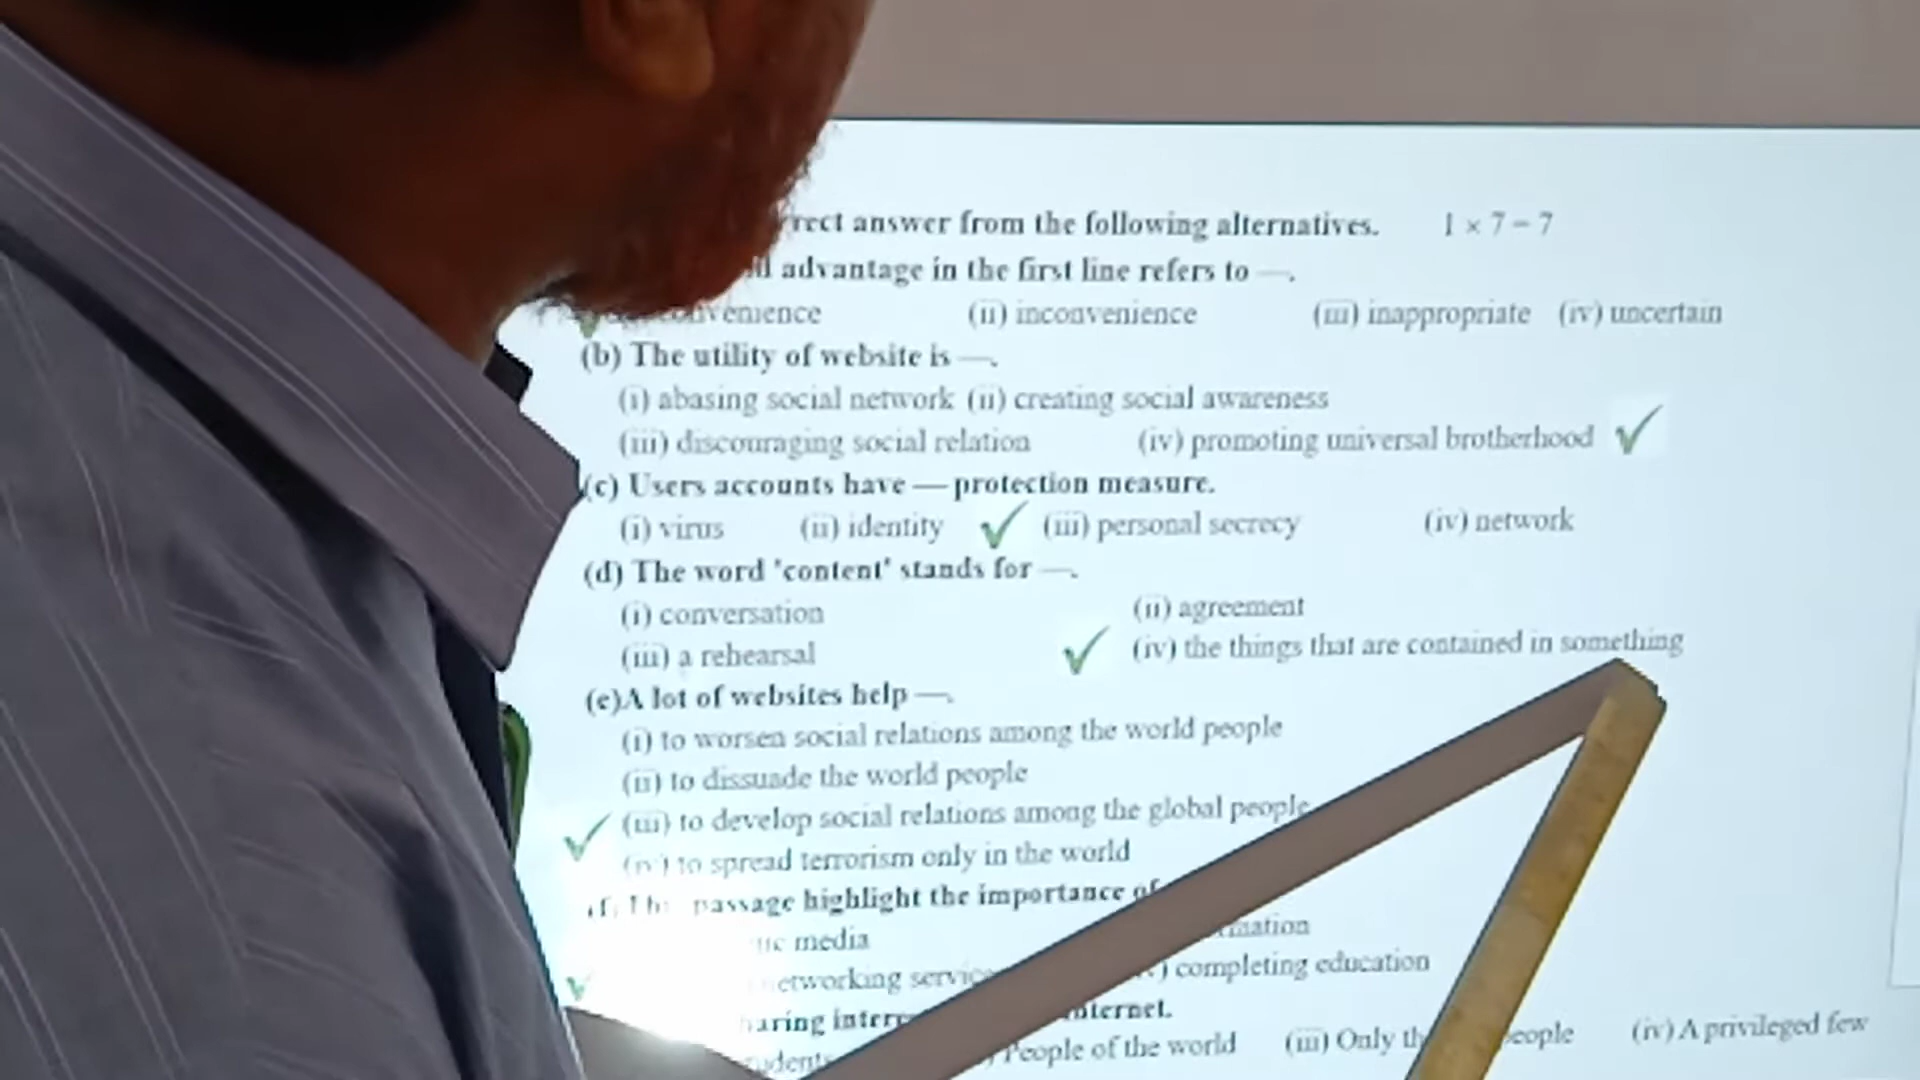 answer from the following alternatives. 1 × 7 – 7
advantage in the first line refers to —.
(ii) inconvenience (iii) inappropriate (iv) uncertain
(b) The utility of website is —.
(i) abasing social network (ii) creating social awareness
(iii) discouraging social relation (iv) promoting universal brotherhood
(c) Users accounts have — protection measure.
(i) virus (ii) identity (iii) personal secrecy (iv) network
(d) The word 'content' stands for —.
(i) conversation (ii) agreement
(iii) a rehearsal (iv) the things that are contained in something
(e)A lot of websites help —.
(i) to worsen social relations among the world people
(ii) to dissuade the world people
(iii) to develop social relations among the global people
(iv) to spread terrorism only in the world
passage highlight the importance of
media
completing education
People of the world (iii) Only (iv) A privileged few